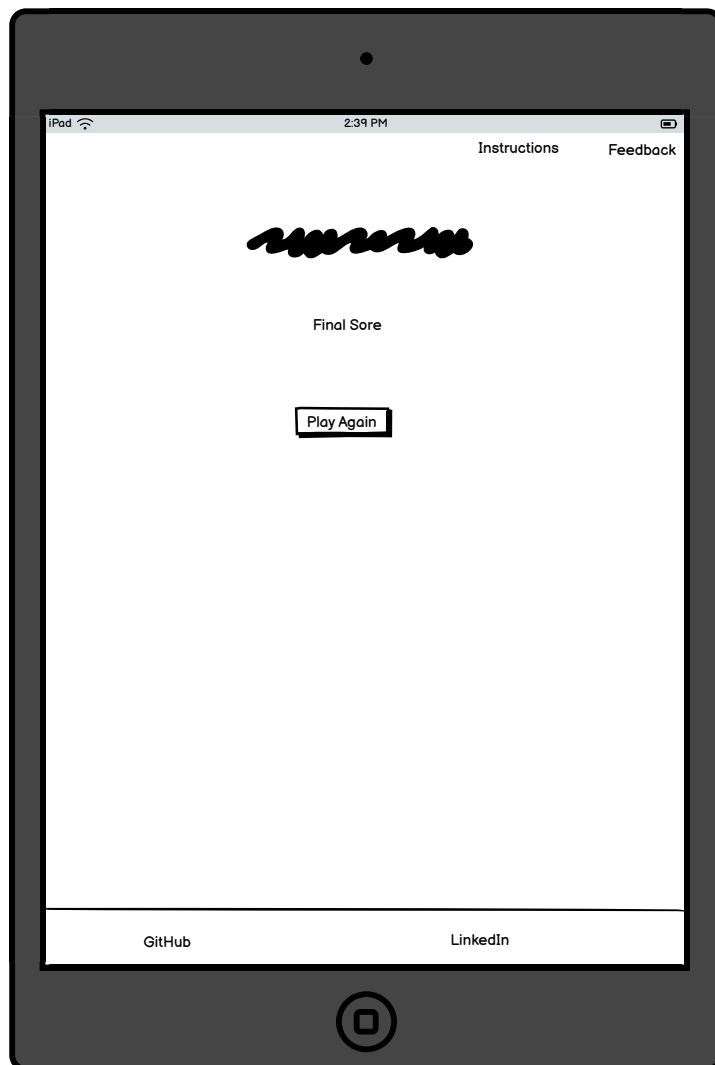 iPad 2:39 PM
Instructions Feedback
Final Sore
Play Again
GitHub LinkedIn